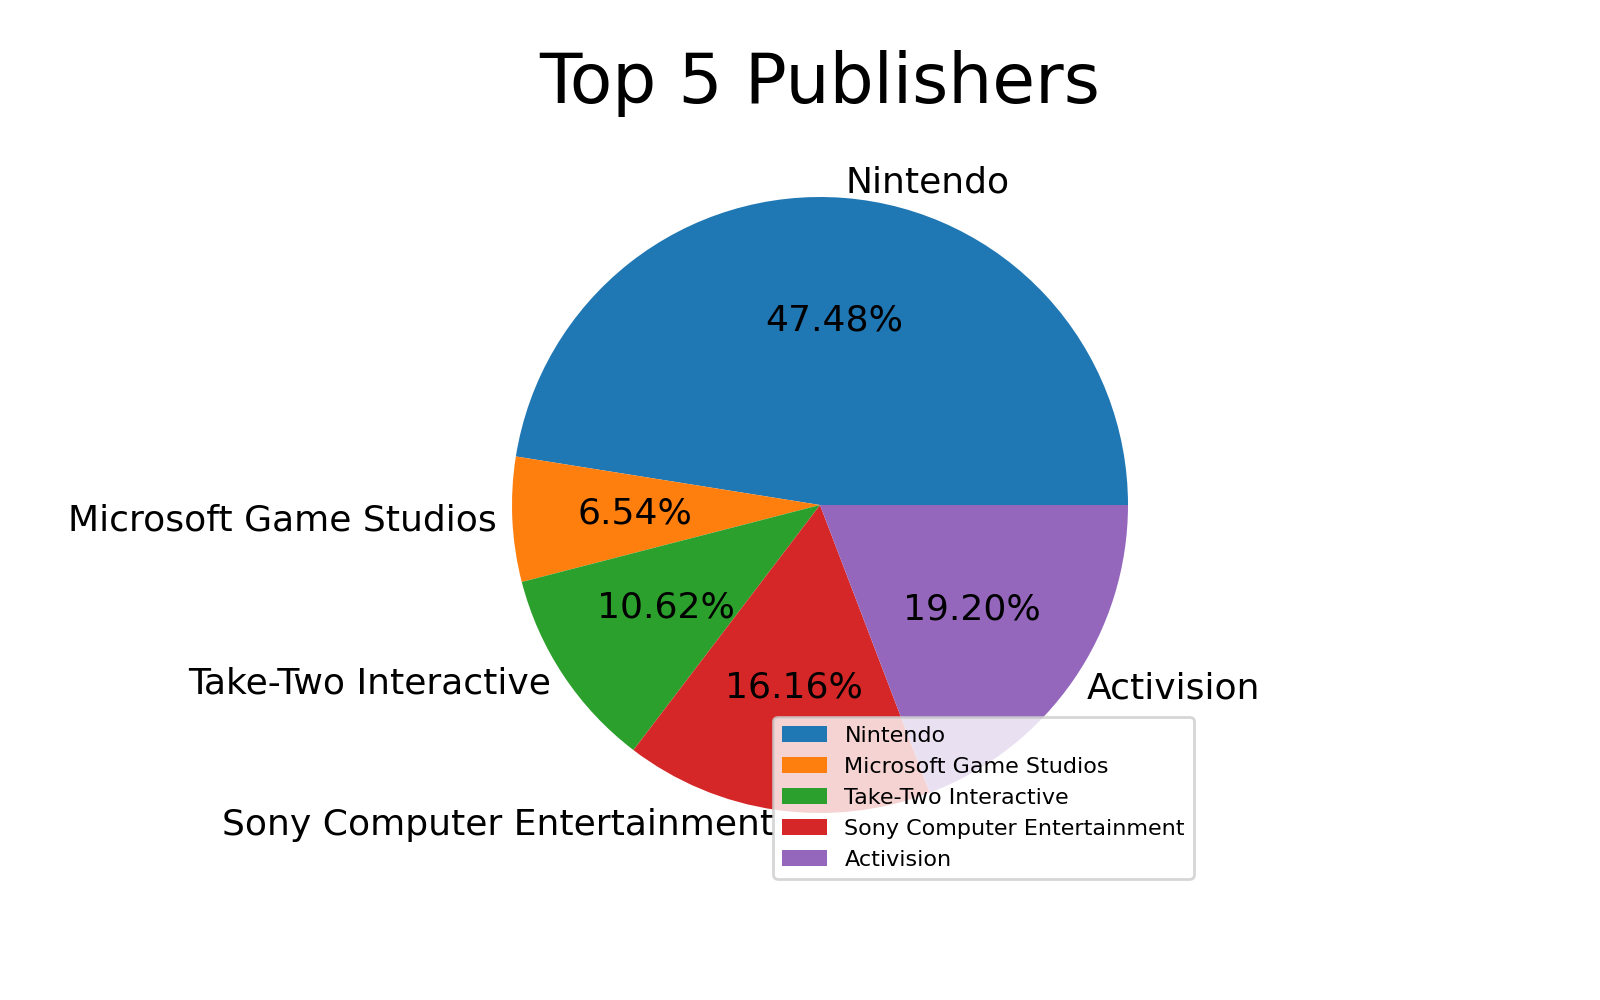 Top 5 Publishers
Nintendo
47.48%
Microsoft Game Studios
6.54%
10.62%
19.20%
Take-Two Interactive
16.16%
Activision
Sony Computer Entertainment
Nintendo
Microsoft Game Studios
Take-Two Interactive
Sony Computer Entertainment
Activision